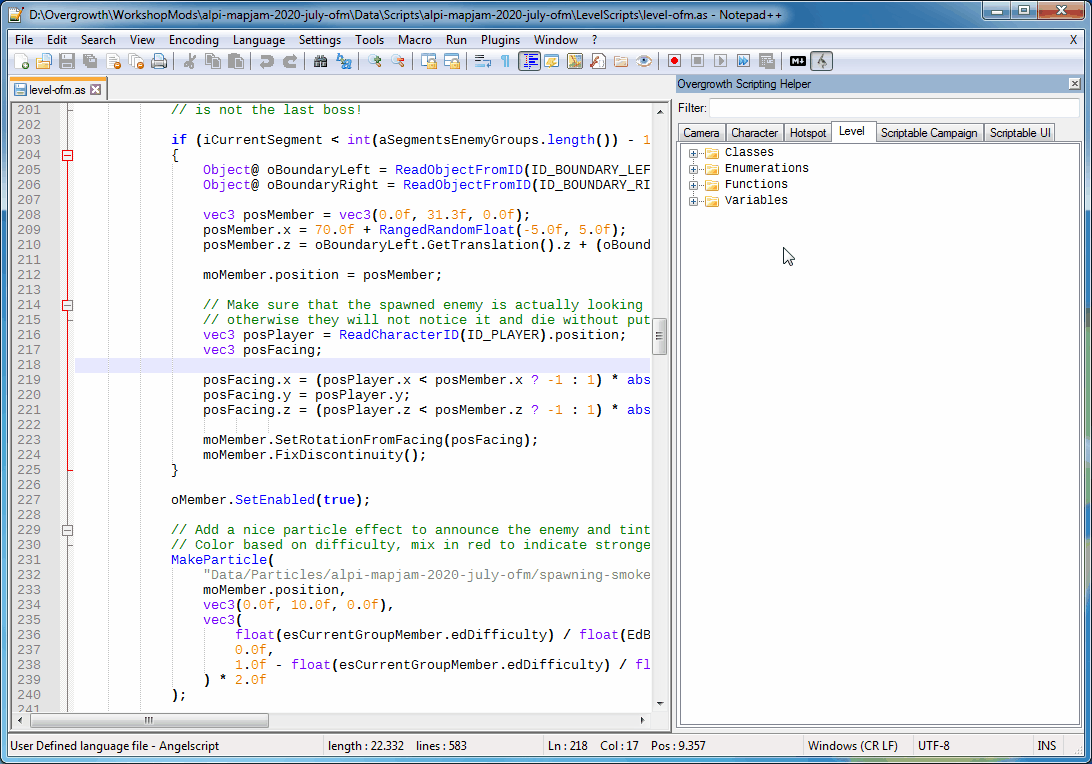 D:\Overgrowth\WorkshopMods\alpi-mapjam-2020-july-ofm\Data\Scripts\alpi-mapjam-2020-july-ofm\LevelScripts\level-ofm.as - Notepad++
File Edit Search View Encoding Language Settings Tools Macro Run Plugins Window ? X
level-ofm.as
Overgrowth Scripting Helper
Filter:
Camera Character Hotspot Level Scriptable Campaign Scriptable UI
Classes
Enumerations
Functions
Variables
201 // is not the last boss!
202
203 if (iCurrentSegment < int(aSegmentsEnemyGroups.length()) - 1
204 {
205 Object@ oBoundaryLeft = ReadObjectFromID(ID_BOUNDARY_LEF
206 Object@ oBoundaryRight = ReadObjectFromID(ID_BOUNDARY_RI
207
208 vec3 posMember = vec3(0.0f, 31.3f, 0.0f);
209 posMember.x = 70.0f + RangedRandomFloat(-5.0f, 5.0f);
210 posMember.z = oBoundaryLeft.GetTranslation().z + (oBound
211
212 moMember.position = posMember;
213
214 // Make sure that the spawned enemy is actually looking
215 // otherwise they will not notice it and die without put
216 vec3 posPlayer = ReadCharacterID(ID_PLAYER).position;
217 vec3 posFacing;
218
219 posFacing.x = (posPlayer.x < posMember.x ? -1 : 1) * abs
220 posFacing.y = posPlayer.y;
221 posFacing.z = (posPlayer.z < posMember.z ? -1 : 1) * abs
222
223 moMember.SetRotationFromFacing(posFacing);
224 moMember.FixDiscontinuity();
225 }
226
227 oMember.SetEnabled(true);
228
229 // Add a nice particle effect to announce the enemy and tint
230 // Color based on difficulty, mix in red to indicate stronge
231 MakeParticle(
232 "Data/Particles/alpi-mapjam-2020-july-ofm/spawning-smoke
233 moMember.position,
234 vec3(0.0f, 10.0f, 0.0f),
235 vec3(
236 float(esCurrentGroupMember.edDifficulty) / float(EdB
237 0.0f,
238 1.0f - float(esCurrentGroupMember.edDifficulty) / fl
239 ) * 2.0f
240 );
241
User Defined language file - Angelscript length : 22.332 lines : 583 Ln : 218 Col : 17 Pos : 9.357 Windows (CR LF) UTF-8 INS